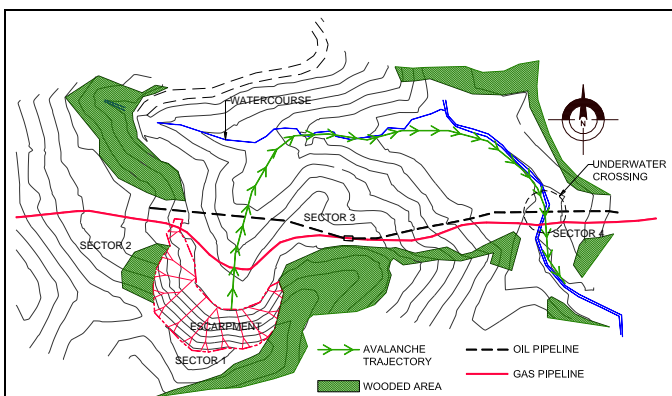 WATERCOURSE
N
UNDERWATER
CROSSING
SECTOR 3
SECTOR 2
SECTOR 4
ESCARPMENT
SECTOR 1
AVALANCHE
TRAJECTORY
OIL PIPELINE
GAS PIPELINE
WOODED AREA